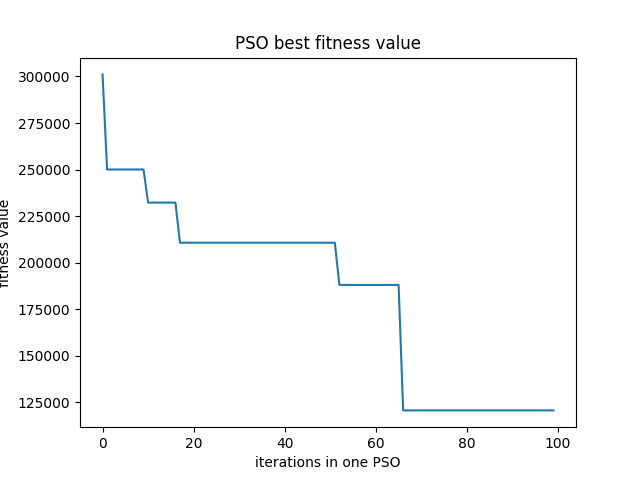 PSO best fitness value
300000
275000
250000
225000
200000
175000
150000
125000
fitness value
0 20 40 60 80 100
iterations in one PSO